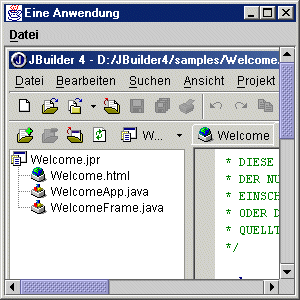 Eine Anwendung
Datei
JBuilder 4 - D:/JBuilder4/samples/Welcome.
Datei Bearbeiten Suchen Ansicht Projekt
W... Welcome
Welcome.jpr
Welcome.html
WelcomeApp.java
WelcomeFrame.java
* DIESE
* DER NU
* EINSCH
* ODER D
* QUELLT
*/